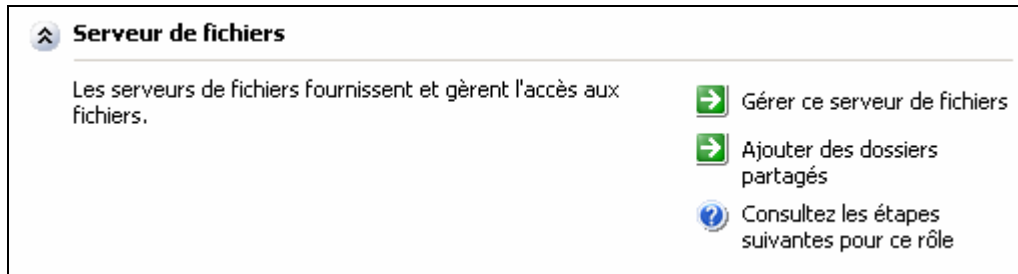 Serveur de fichiers
Les serveurs de fichiers fournissent et gèrent l'accès aux
fichiers.
Gérer ce serveur de fichiers
Ajouter des dossiers
partagés
Consultez les étapes
suivantes pour ce rôle